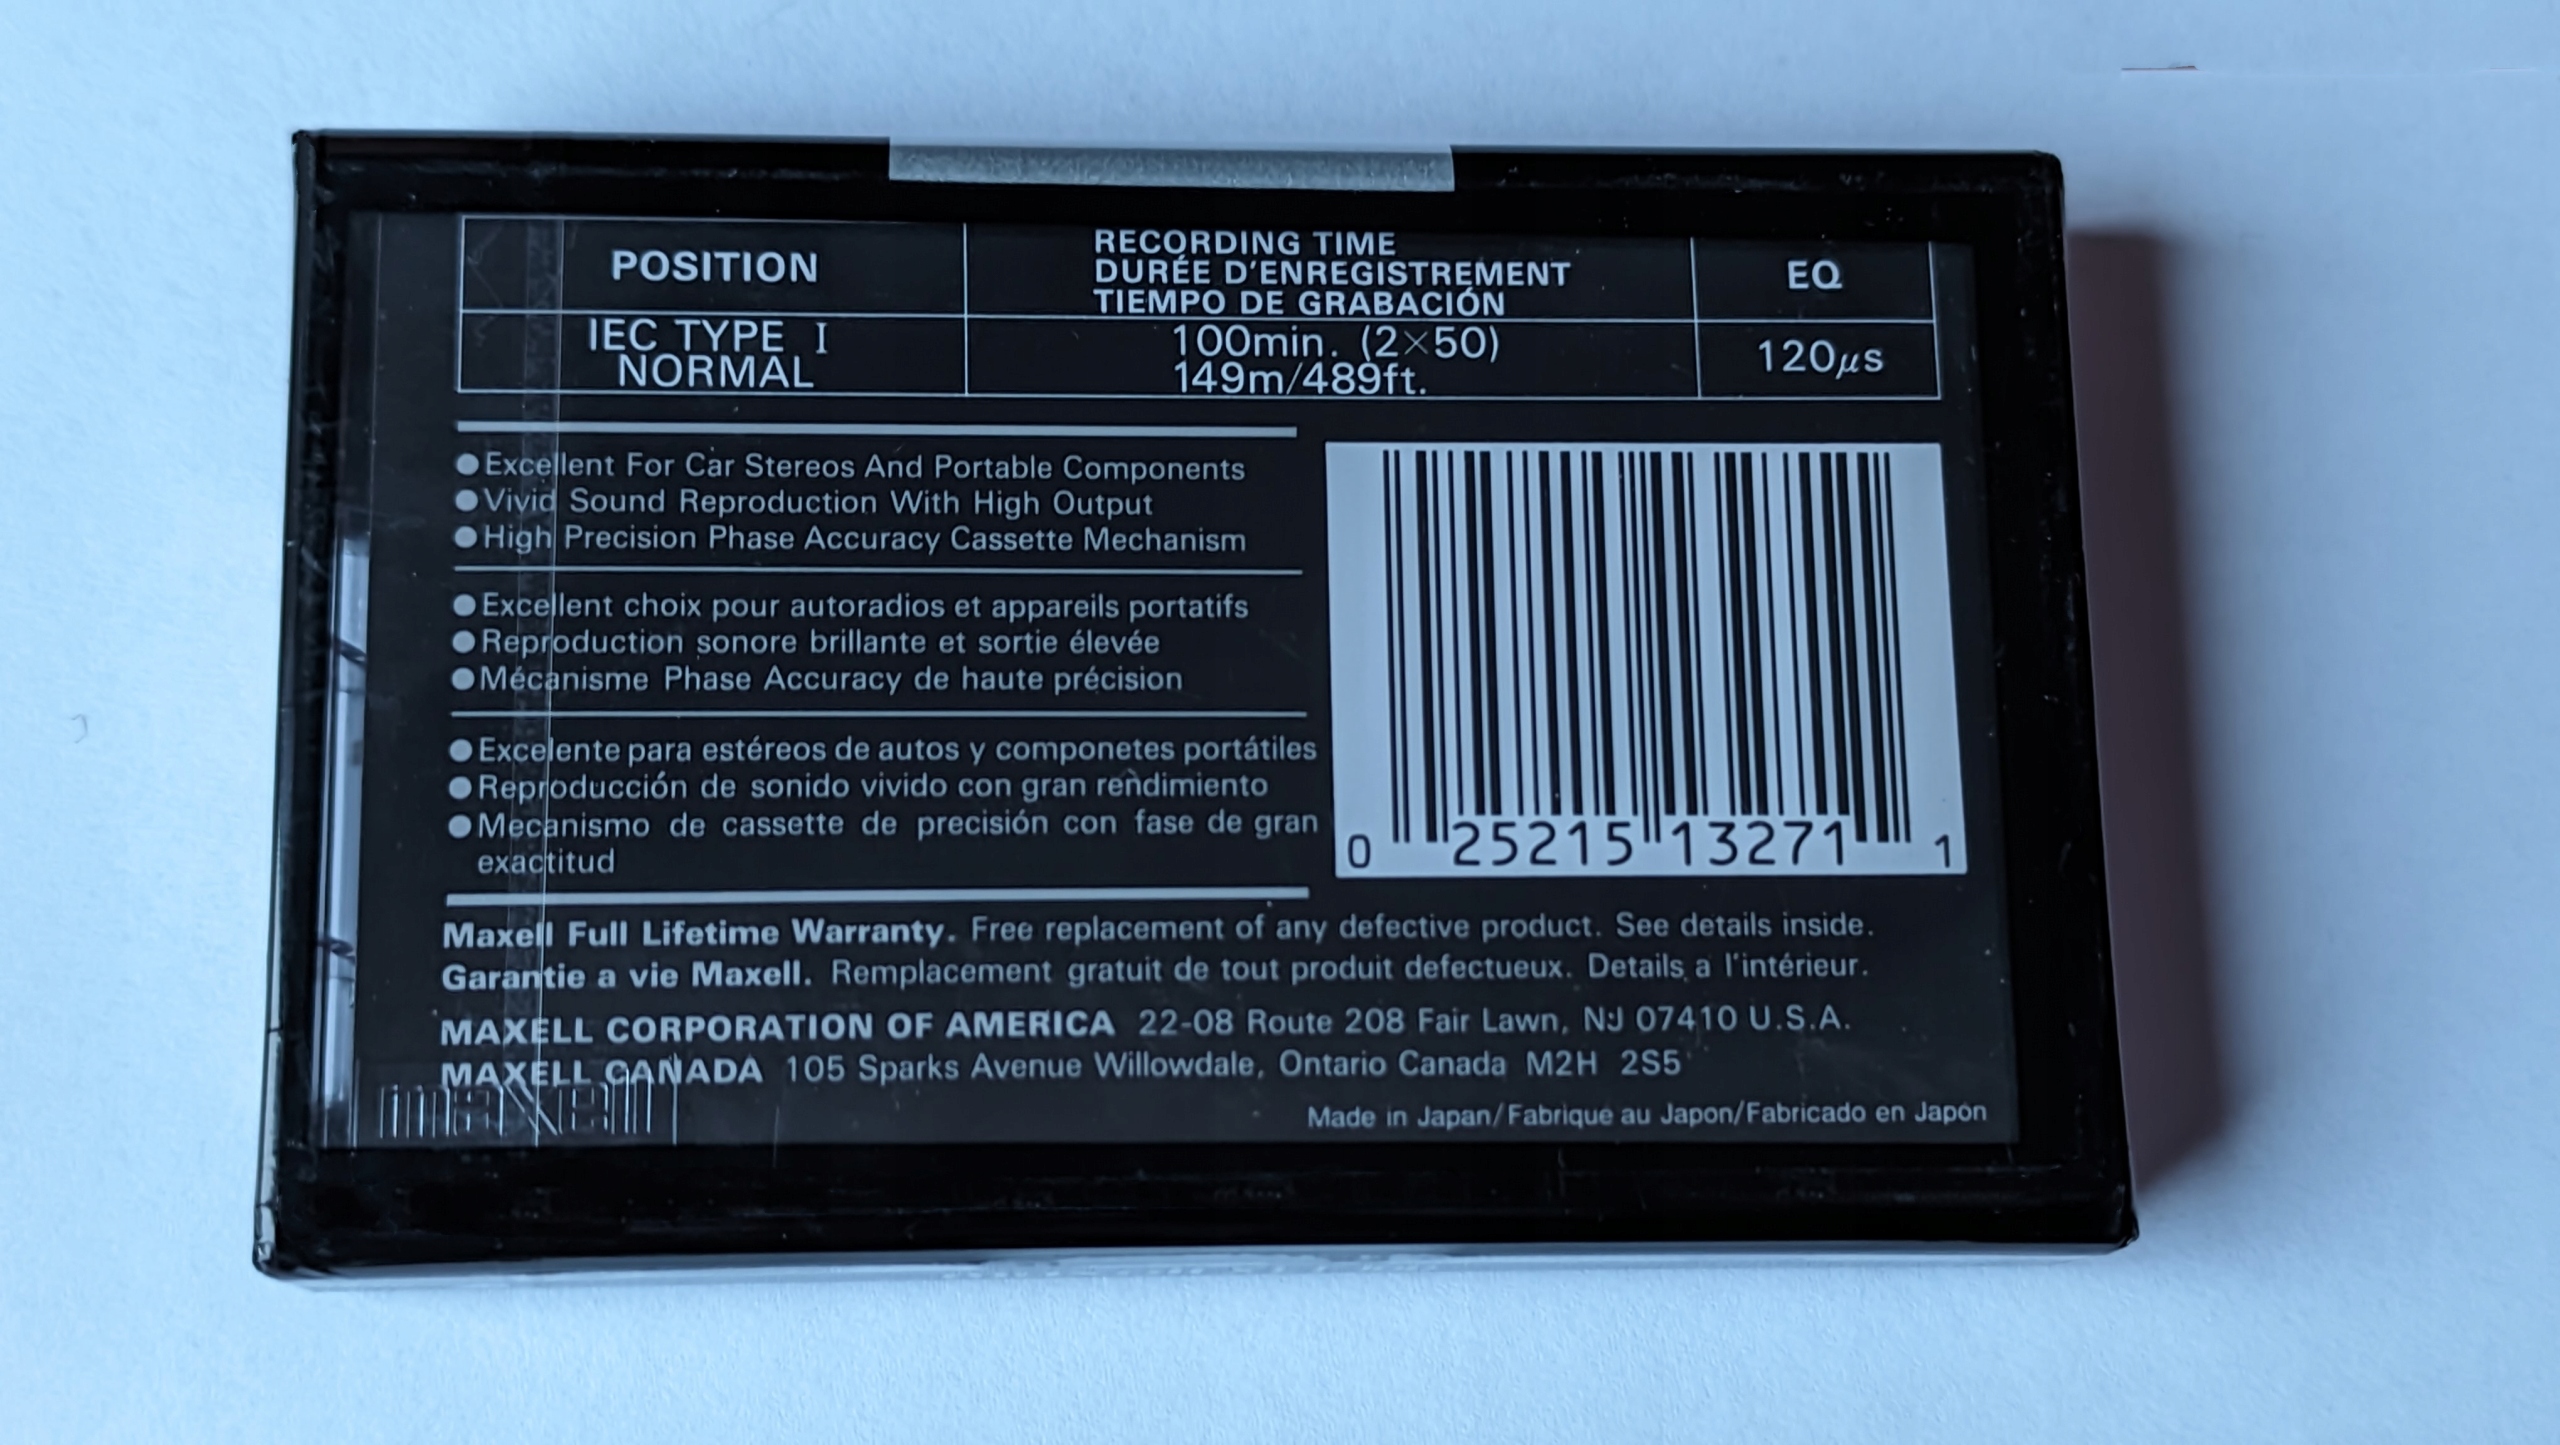 POSITION
RECORDING TIME
DURÉE D'ENREGISTREMENT
TIEMPO DE GRABACIÓN
EQ
IEC TYPE I
NORMAL
100min. (2×50)
149m/489ft.
120μs
●Excellent For Car Stereos And Portable Components
●Vivid Sound Reproduction With High Output
●High Precision Phase Accuracy Cassette Mechanism
●Excellent choix pour autoradios et appareils portatifs
●Reproduction sonore brillante et sortie élevée
●Mécanisme Phase Accuracy de haute précision
●Excelente para estéreos de autos y componetes portátiles
●Reproducción de sonido vivido con gran rendimiento
●Mecanismo de cassette de precisión con fase de gran
exactitud
0 25215 13271 1
Maxell Full Lifetime Warranty. Free replacement of any defective product. See details inside.
Garantie a vie Maxell. Remplacement gratuit de tout produit defectueux. Details a l'intérieur.
MAXELL CORPORATION OF AMERICA 22-08 Route 208 Fair Lawn, NJ 07410 U.S.A.
MAXELL CANADA 105 Sparks Avenue Willowdale, Ontario Canada M2H 2S5
maxell
Made in Japan/Fabrique au Japon/Fabricado en Japón